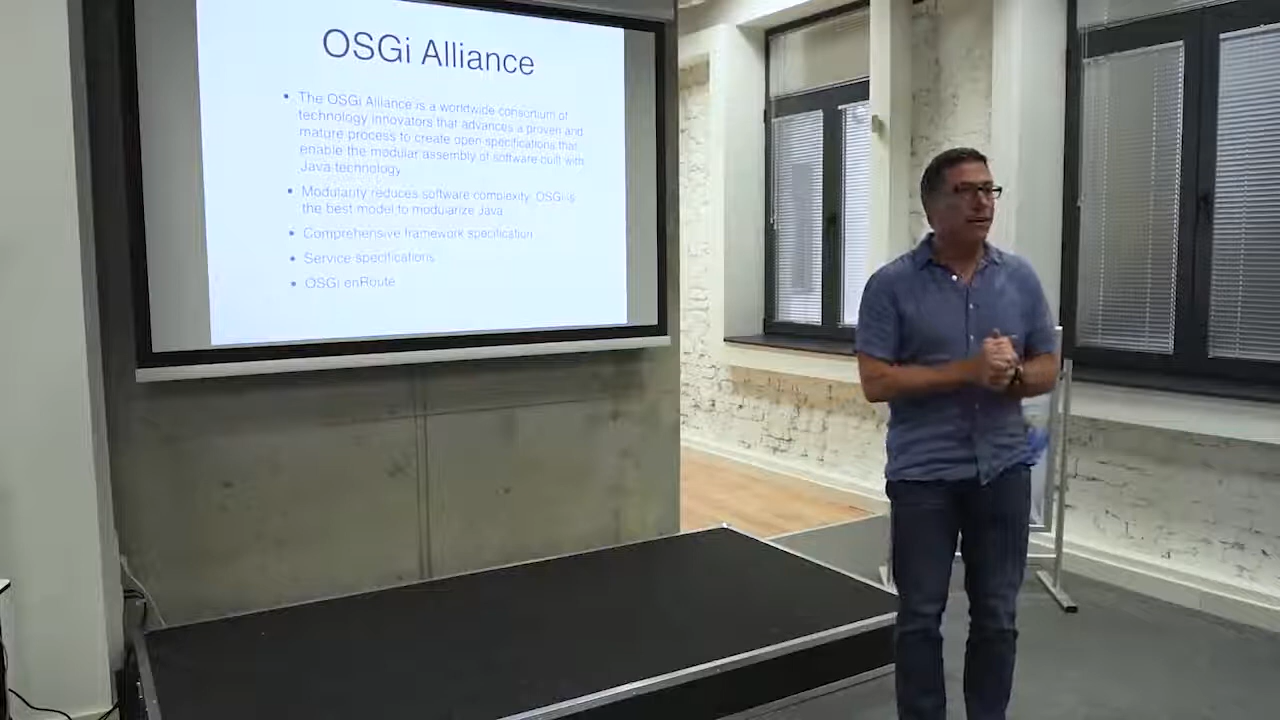 OSGi Alliance
• The OSGi Alliance is a worldwide consortium of
technology innovators that advances a proven and
mature process to create open specifications that
enable the modular assembly of software built with
Java technology
• Modularity reduces software complexity. OSGi is
the best model to modularize Java
• Comprehensive framework specification
• Service specifications
• OSGi enRoute